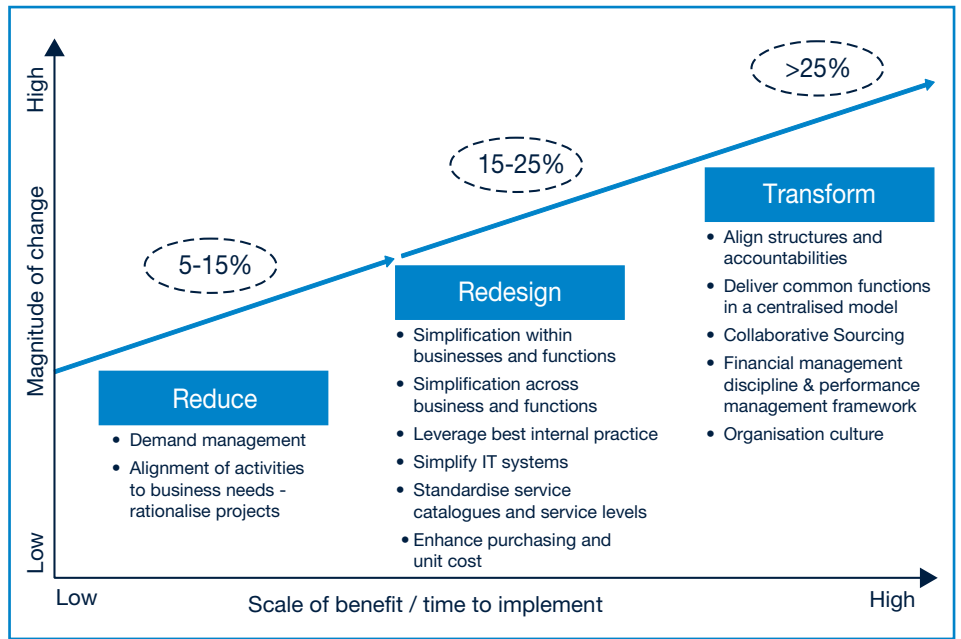 High
Magnitude of change
Low
5-15%
15-25%
>25%
Reduce
• Demand management
• Alignment of activities
to business needs -
rationalise projects
Redesign
• Simplification within
businesses and functions
• Simplification across
business and functions
• Leverage best internal practice
• Simplify IT systems
• Standardise service
catalogues and service levels
• Enhance purchasing and
unit cost
Transform
• Align structures and
accountabilities
• Deliver common functions
in a centralised model
• Collaborative Sourcing
• Financial management
discipline & performance
management framework
• Organisation culture
Low
Scale of benefit / time to implement
High